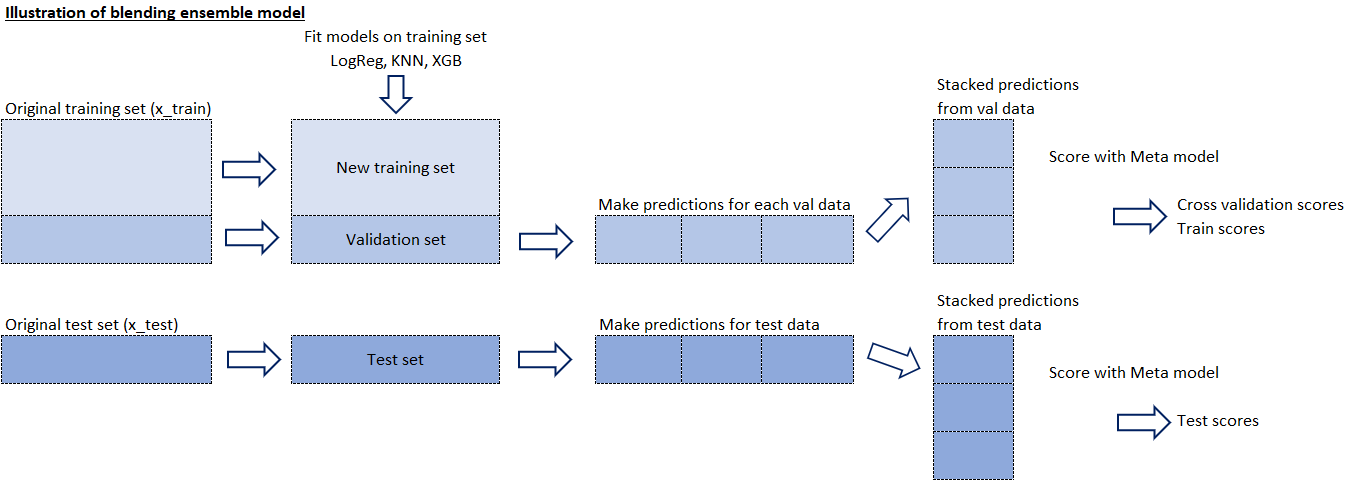 Illustration of blending ensemble model
Fit models on training set
LogReg, KNN, XGB
Original training set (x_train)
New training set
Validation set
Make predictions for each val data
Stacked predictions
from val data
Score with Meta model
Cross validation scores
Train scores
Original test set (x_test)
Test set
Make predictions for test data
Stacked predictions
from test data
Score with Meta model
Test scores